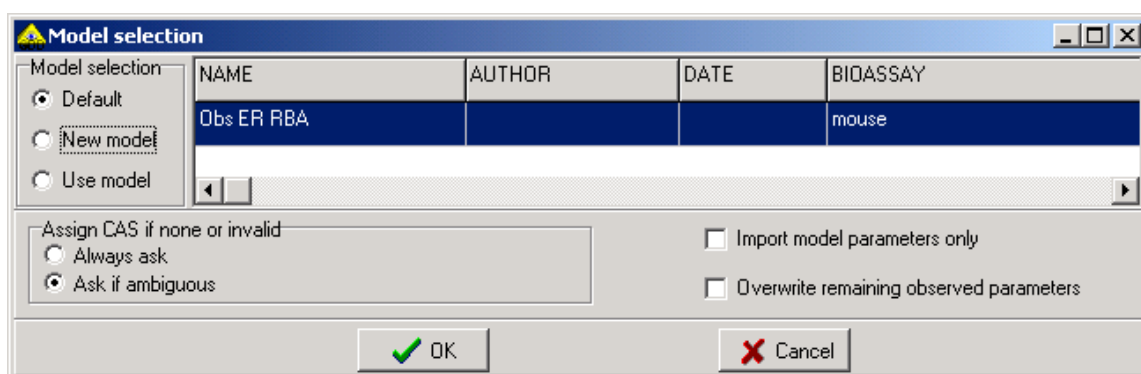 Model selection
Model selection
Default
New model
Use model
NAME AUTHOR DATE BIOASSAY
Obs ER RBA mouse
Assign CAS if none or invalid
Always ask
Ask if ambiguous
Import model parameters only
Overwrite remaining observed parameters
OK Cancel